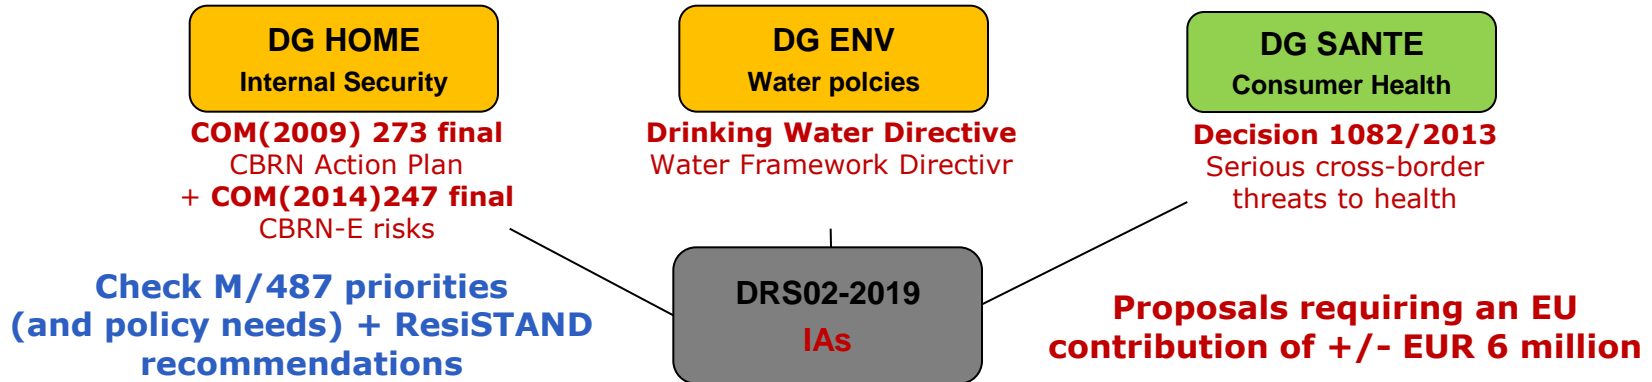 DG HOME
Internal Security
COM(2009) 273 final
CBRN Action Plan
+ COM(2014)247 final
CBRN-E risks
DG ENV
Water polcies
Drinking Water Directive
Water Framework Directivr
DG SANTE
Consumer Health
Decision 1082/2013
Serious cross-border
threats to health
Check M/487 priorities
(and policy needs) + ResiSTAND
recommendations
DRS02-2019
IAs
Proposals requiring an EU
contribution of +/- EUR 6 million